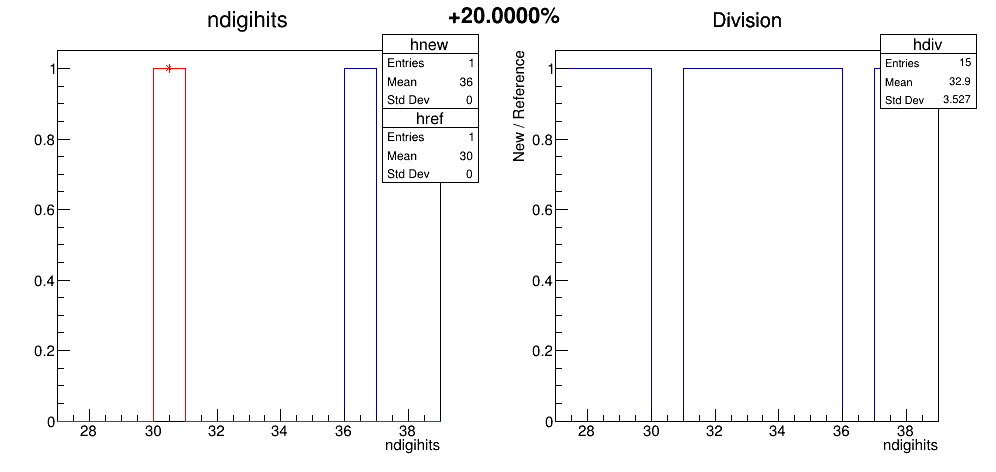 ndigihits
+20.0000%
Division
hnew
Entries 1
Mean 36
Std Dev 0
href
Entries 1
Mean 30
Std Dev 0
1
0.8
0.6
0.4
0.2
0
28 30 32 34 36 38
ndigihits
New / Reference
hdiv
Entries 15
Mean 32.9
Std Dev 3.527
1
0.8
0.6
0.4
0.2
0
28 30 32 34 36 38
ndigihits